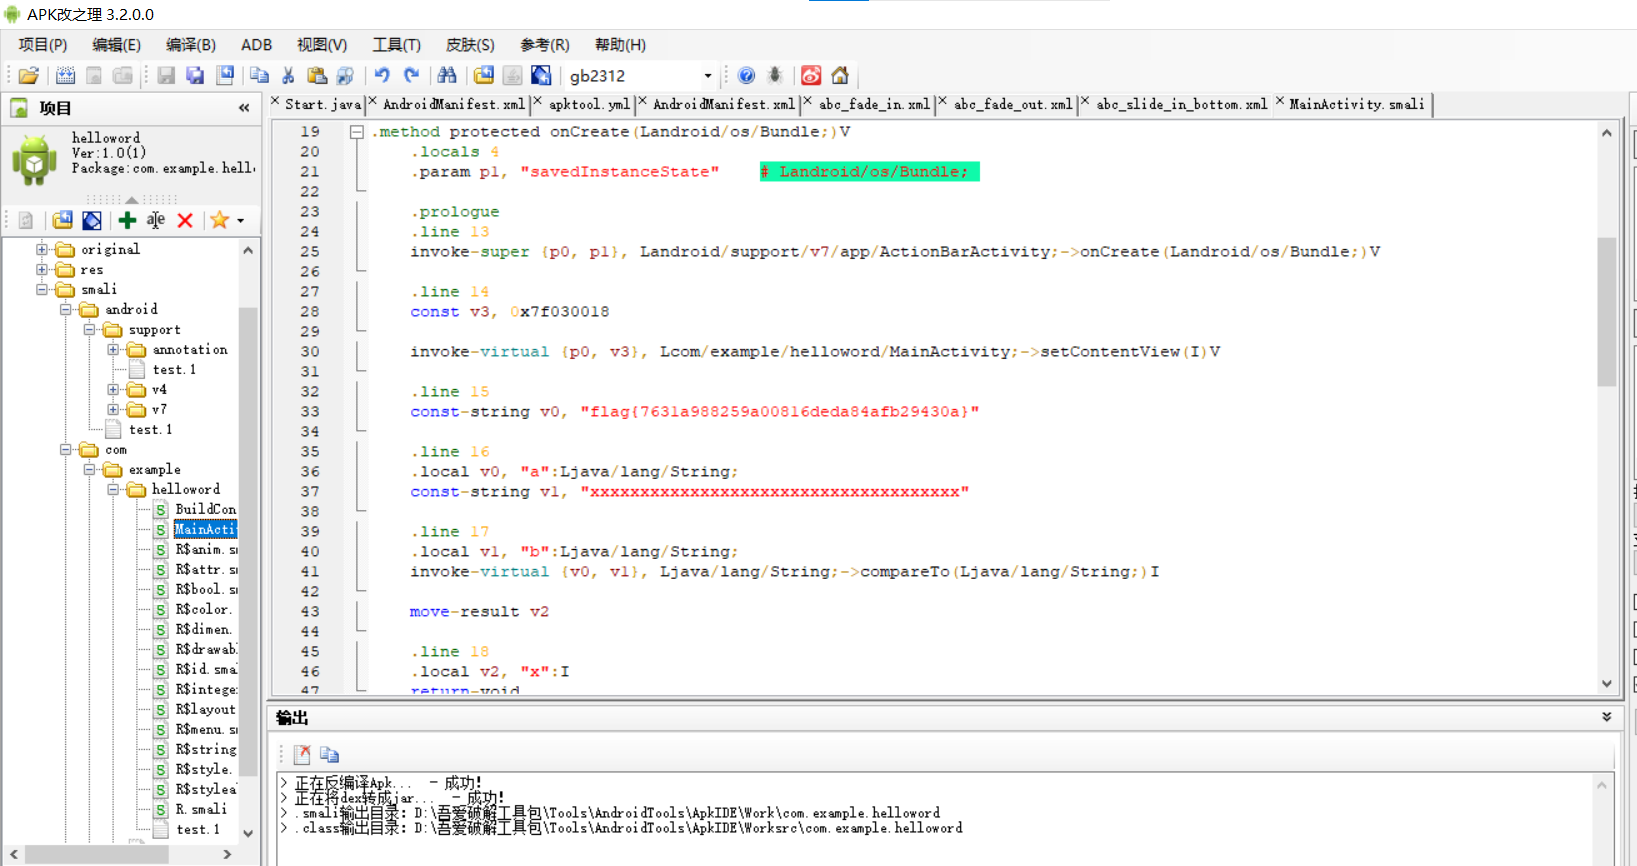 APK改之理 3.2.0.0
项目(P) 编辑(E) 编译(B) ADB 视图(V) 工具(T) 皮肤(S) 参考(R) 帮助(H)
gb2312
项目
helloword
Ver:1.0(1)
Package:com.example.hell
original
res
smali
android
support
annotation
test.1
v4
v7
test.1
com
example
helloword
BuildCon
MainActi
R$anim.s
R$attr.s
R$bool.s
R$color.
R$dimen.
R$drawab
R$id.sma
R$intege
R$layout
R$menu.s
R$string
R$style.
R$stylea
R.smali
test.1
Start.java AndroidManifest.xml apktool.yml AndroidManifest.xml abc_fade_in.xml abc_fade_out.xml abc_slide_in_bottom.xml MainActivity.smali
19 .method protected onCreate(Landroid/os/Bundle;)V
20 .locals 4
21 .param p1, "savedInstanceState" # Landroid/os/Bundle;
22
23 .prologue
24 .line 13
25 invoke-super {p0, p1}, Landroid/support/v7/app/ActionBarActivity;->onCreate(Landroid/os/Bundle;)V
26
27 .line 14
28 const v3, 0x7f030018
29
30 invoke-virtual {p0, v3}, Lcom/example/helloword/MainActivity;->setContentView(I)V
31
32 .line 15
33 const-string v0, "flag{7631a988259a00816deda84afb29430a}"
34
35 .line 16
36 .local v0, "a":Ljava/lang/String;
37 const-string v1, "xxxxxxxxxxxxxxxxxxxxxxxxxxxxxxxxxxxxx"
38
39 .line 17
40 .local v1, "b":Ljava/lang/String;
41 invoke-virtual {v0, v1}, Ljava/lang/String;->compareTo(Ljava/lang/String;)I
42
43 move-result v2
44
45 .line 18
46 .local v2, "x":I
47 return-void
输出
> 正在反编译Apk... - 成功!
> 正在将dex转成jar... - 成功!
> .smali输出目录: D:\吾爱破解工具包\Tools\AndroidTools\ApkIDE\Work\com.example.helloword
> .class输出目录: D:\吾爱破解工具包\Tools\AndroidTools\ApkIDE\Worksrc\com.example.helloword